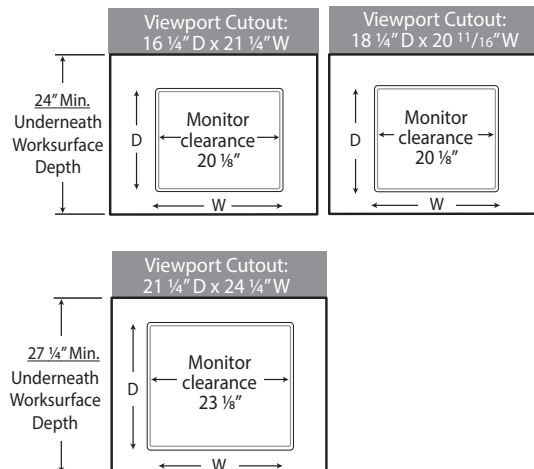 Viewport Cutout:
16 ¼” D x 21 ¼” W
24” Min.
Underneath
Worksurface
Depth
D
Monitor
clearance
20 ⅛”
W
Viewport Cutout:
18 ¼” D x 20 11/16” W
D
Monitor
clearance
20 ⅛”
W
Viewport Cutout:
21 ¼” D x 24 ¼” W
27 ¼” Min.
Underneath
Worksurface
Depth
D
Monitor
clearance
23 ⅛”
W